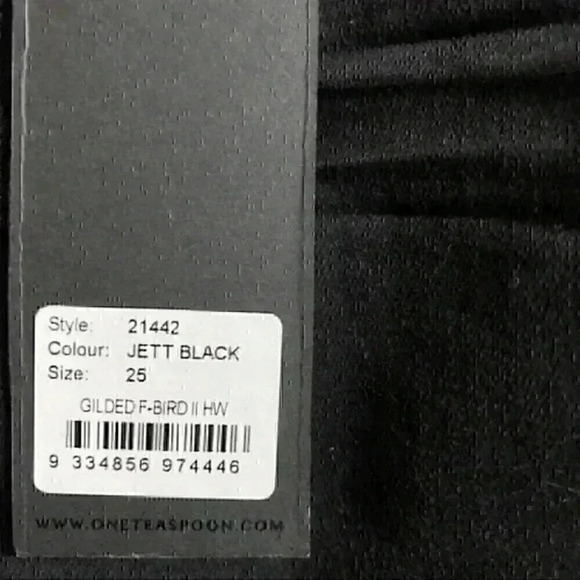 Style: 21442
Colour: JETT BLACK
Size: 25
GILDED F-BIRD II HW
9 334856 974446
WWW.ONETEASPOON.COM